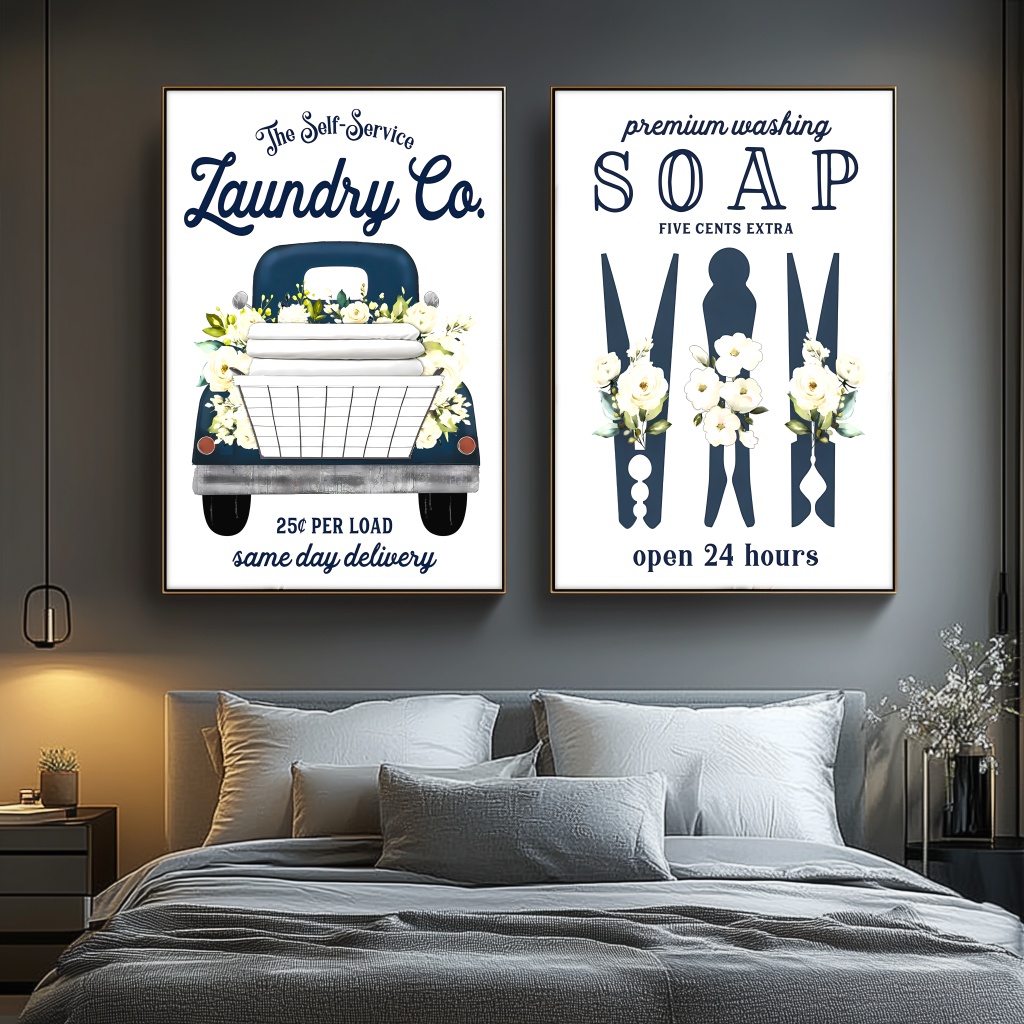 The Self-Service
Laundry Co.
25¢ PER LOAD
same day delivery
premium washing
SOAP
FIVE CENTS EXTRA
open 24 hours